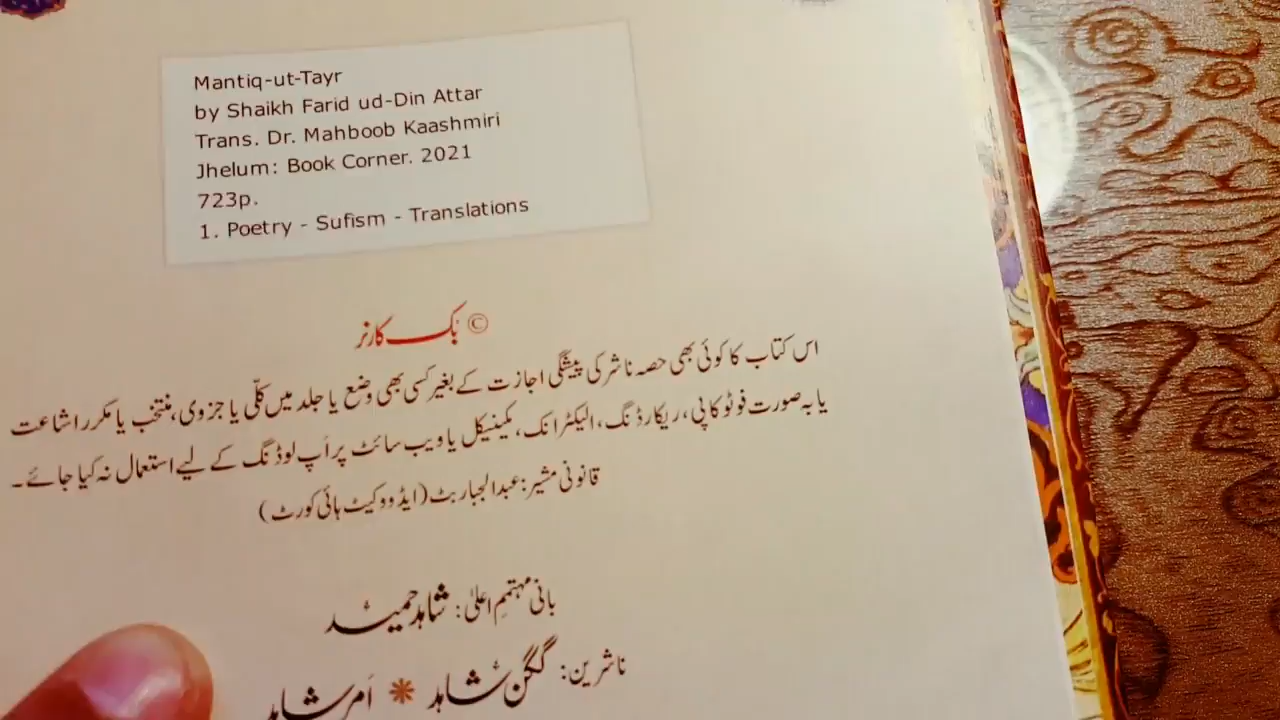 Mantiq-ut-Tayr
by Shaikh Farid ud-Din Attar
Trans. Dr. Mahboob Kaashmiri
Jhelum: Book Corner. 2021
723p.
1. Poetry - Sufism - Translations
© بُک کارنر
اس کتاب کا کوئی بھی حصہ ناشر کی پیشگی اجازت کے بغیر کسی بھی وضع یا جلد میں کلّی یا جزوی، منتخب یا مکرر اشاعت
یا بہ صورت فوٹو کاپی، ریکارڈنگ، الیکٹرانک، مکینیکل یا ویب سائٹ پر اَپ لوڈنگ کے لیے استعمال نہ کیا جائے۔
قانونی مشیر: عبدالجبار بٹ (ایڈووکیٹ ہائی کورٹ)
بانی مہتممِ اعلیٰ: شاہد حمید
ناشرین: گگن شاہد ✵ اَمر شاہد